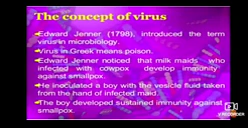 The concept of virus
Edward Jenner (1798), introduced the term
virus in microbiology.
Virus in Greek means poison.
Edward Jenner noticed that milk maids who
infected with cowpox develop immunity
against smallpox.
He inoculated a boy with the vesicle fluid taken
from the hand of infected maid.
The boy developed sustained immunity against
smallpox.